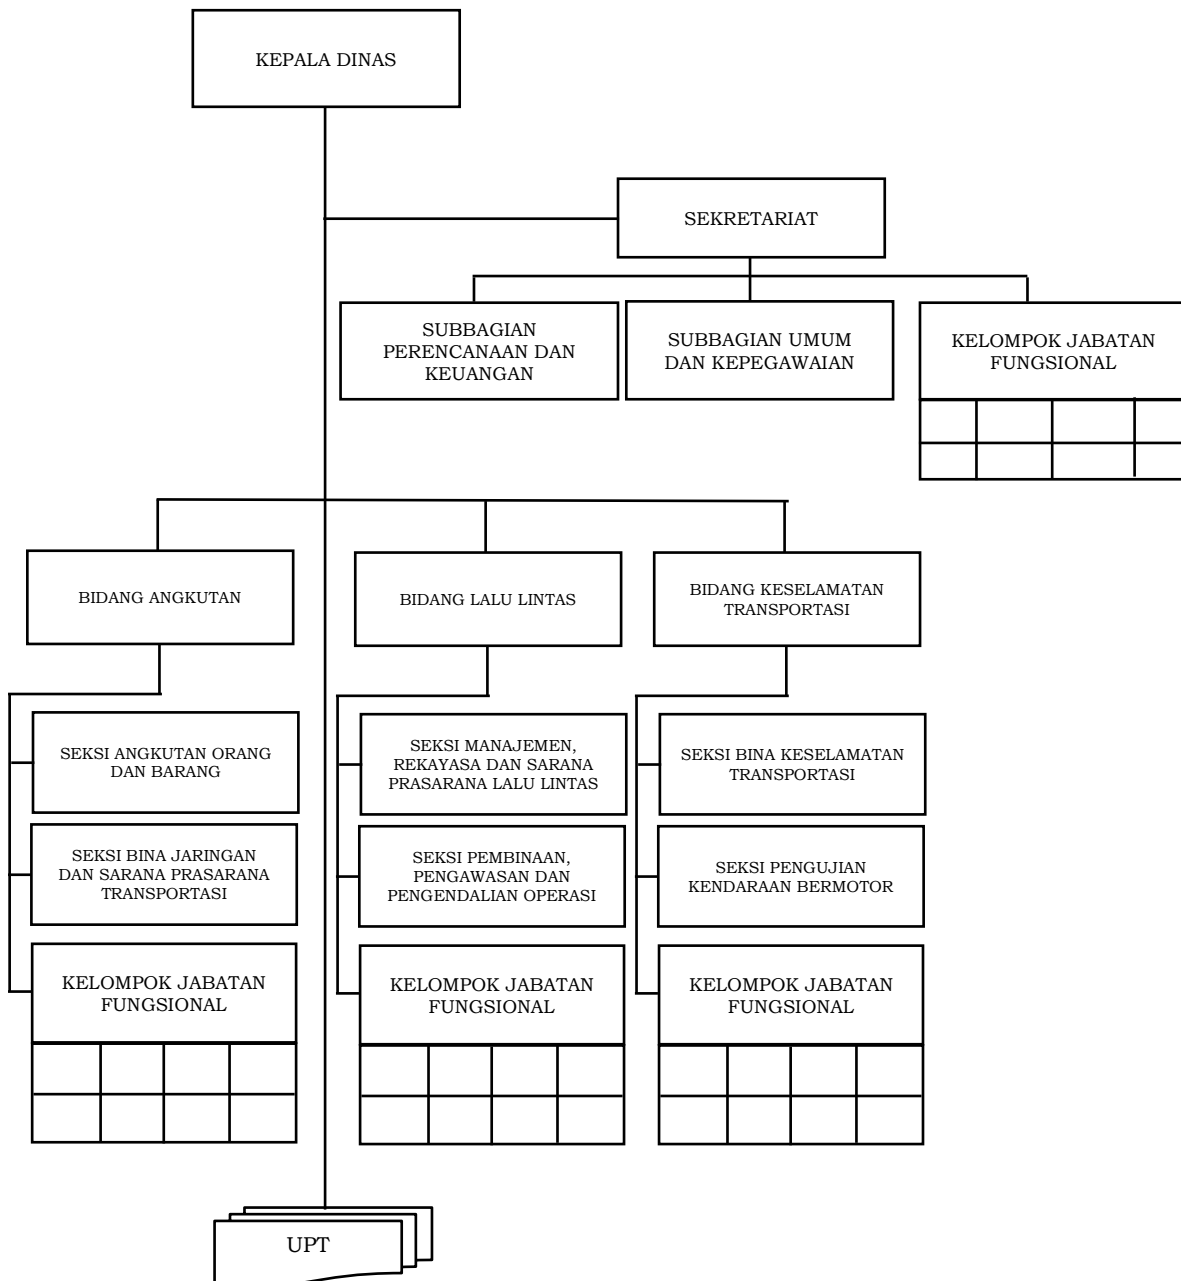 KEPALA DINAS
SEKRETARIAT
SUBBAGIAN
PERENCANAAN DAN
KEUANGAN
SUBBAGIAN UMUM
DAN KEPEGAWAIAN
KELOMPOK JABATAN
FUNGSIONAL
BIDANG ANGKUTAN
BIDANG LALU LINTAS
BIDANG KESELAMATAN
TRANSPORTASI
SEKSI ANGKUTAN ORANG
DAN BARANG
SEKSI MANAJEMEN,
REKAYASA DAN SARANA
PRASARANA LALU LINTAS
SEKSI BINA KESELAMATAN
TRANSPORTASI
SEKSI BINA JARINGAN
DAN SARANA PRASARANA
TRANSPORTASI
SEKSI PEMBINAAN,
PENGAWASAN DAN
PENGENDALIAN OPERASI
SEKSI PENGUJIAN
KENDARAAN BERMOTOR
KELOMPOK JABATAN
FUNGSIONAL
KELOMPOK JABATAN
FUNGSIONAL
KELOMPOK JABATAN
FUNGSIONAL
UPT